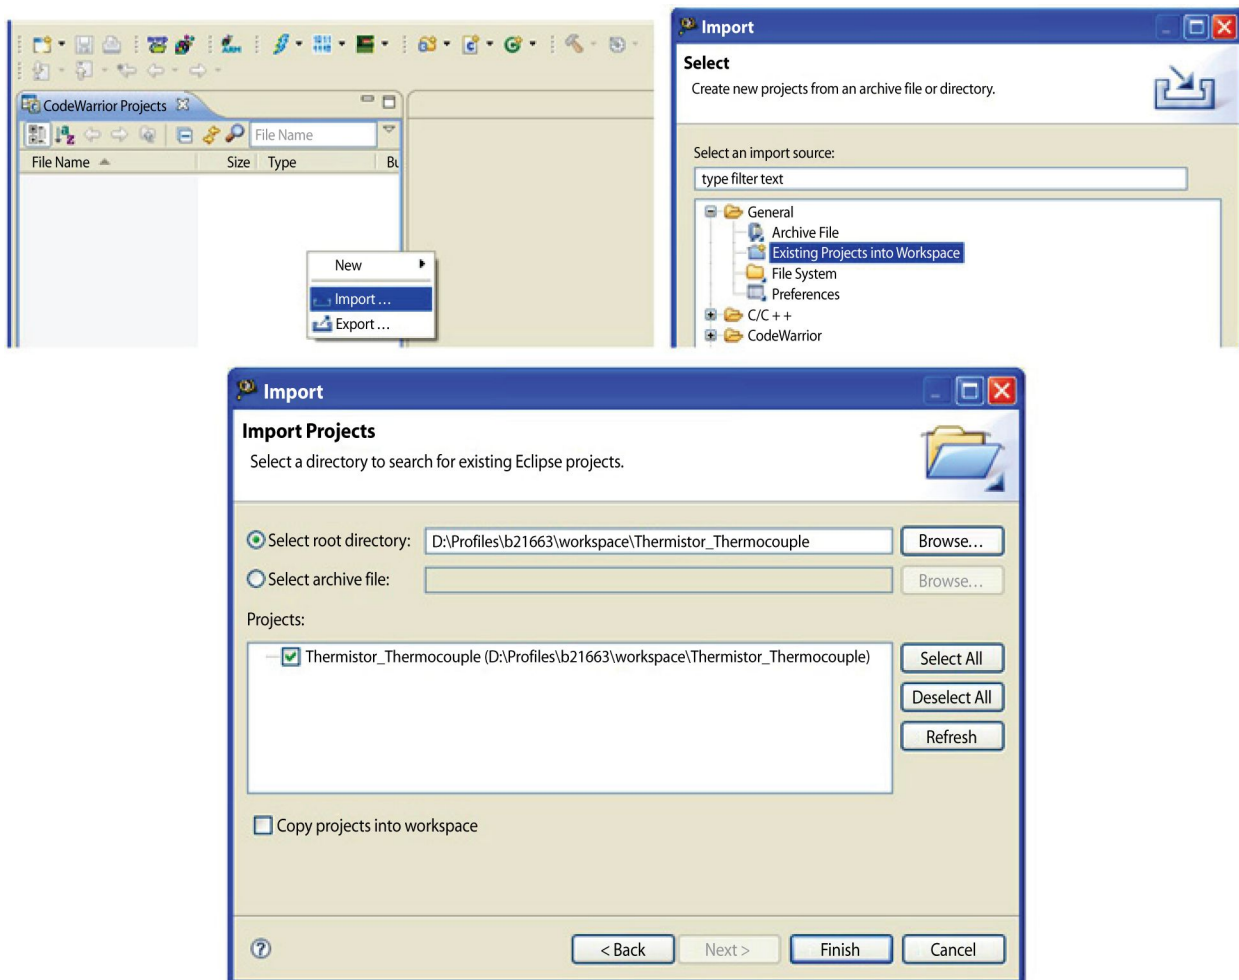 CodeWarrior Projects
File Name
File Name Size Type Bu
New
Import ...
Export ...
Import
Select
Create new projects from an archive file or directory.
Select an import source:
type filter text
General
Archive File
Existing Projects into Workspace
File System
Preferences
C/C + +
CodeWarrior
Import
Import Projects
Select a directory to search for existing Eclipse projects.
Select root directory: D:\Profiles\b21663\workspace\Thermistor_Thermocouple Browse...
Select archive file: Browse...
Projects:
Thermistor_Thermocouple (D:\Profiles\b21663\workspace\Thermistor_Thermocouple) Select All
Deselect All
Refresh
Copy projects into workspace
< Back Next > Finish Cancel